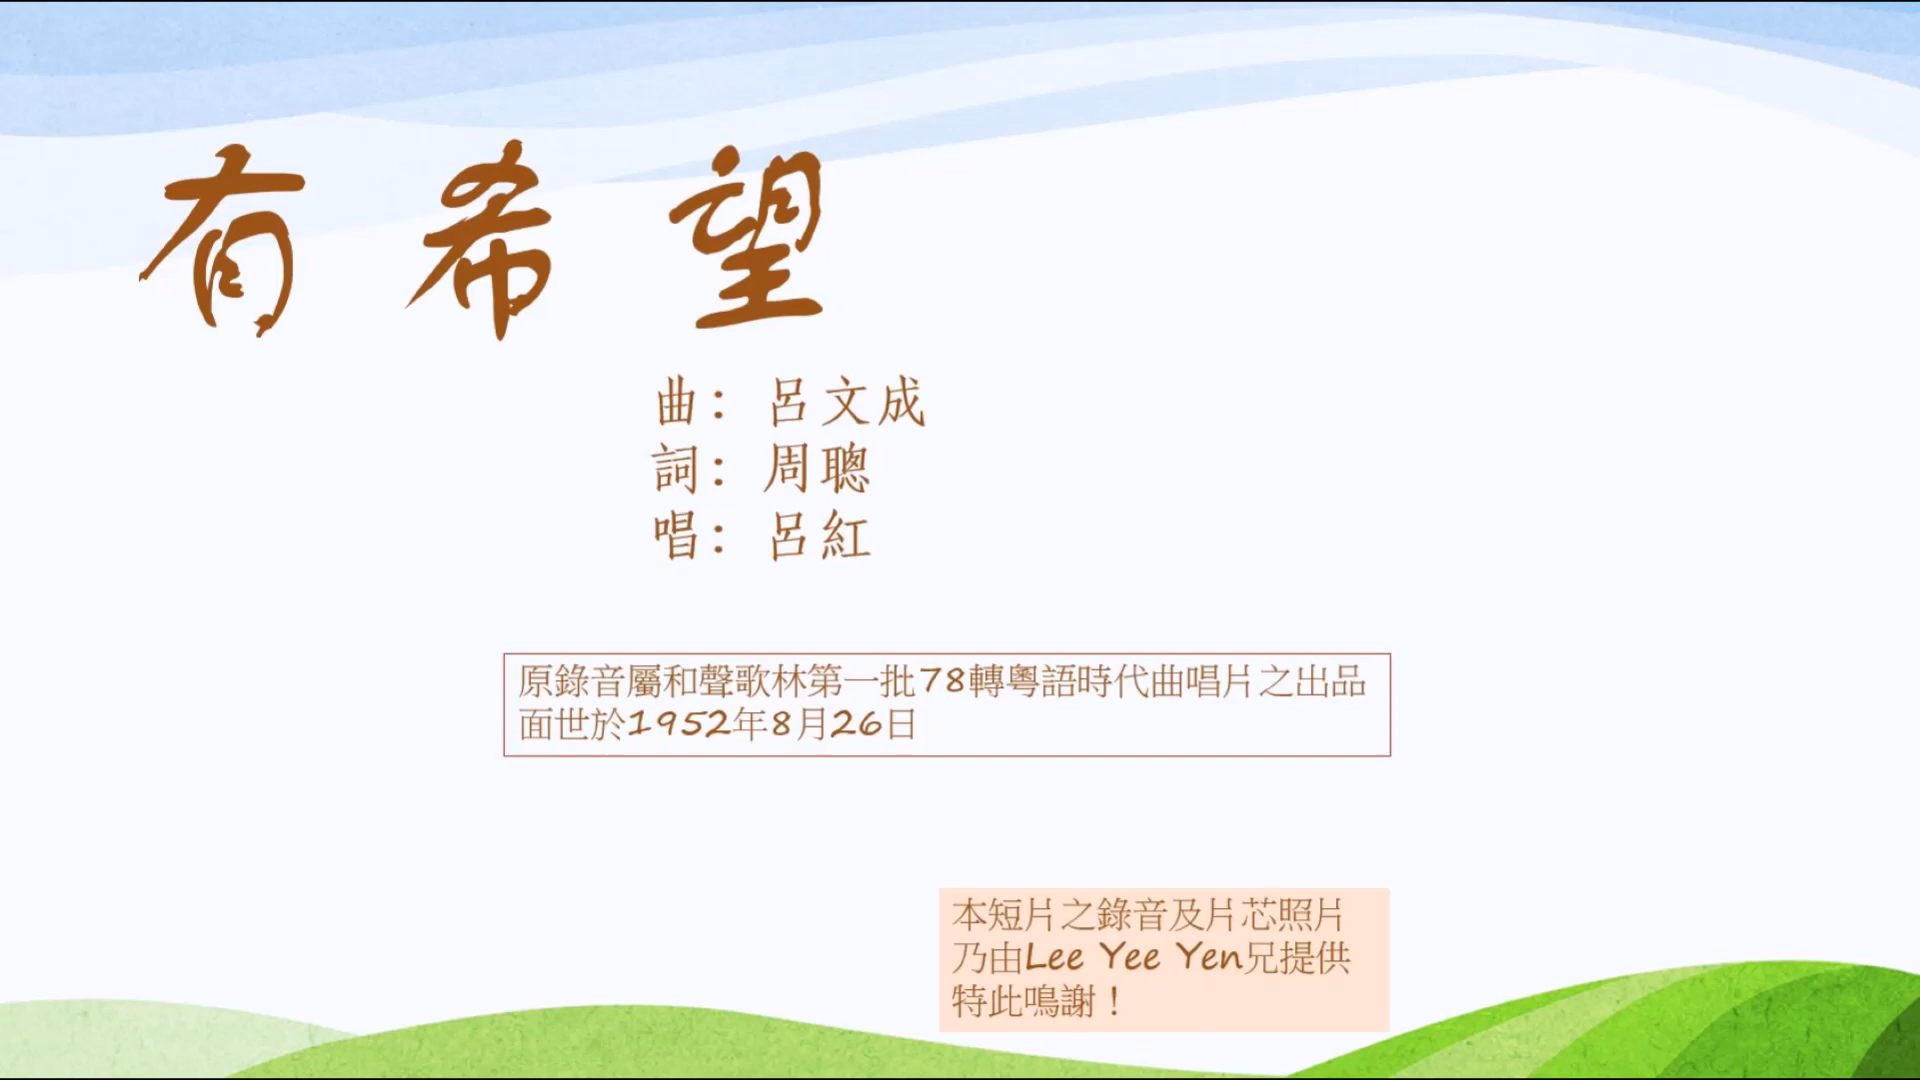 有希望
曲：呂文成
詞：周聰
唱：呂紅
原錄音屬和聲歌林第一批78轉粵語時代曲唱片之出品
面世於1952年8月26日
本短片之錄音及片芯照片
乃由Lee Yee Yen兄提供
特此鳴謝！